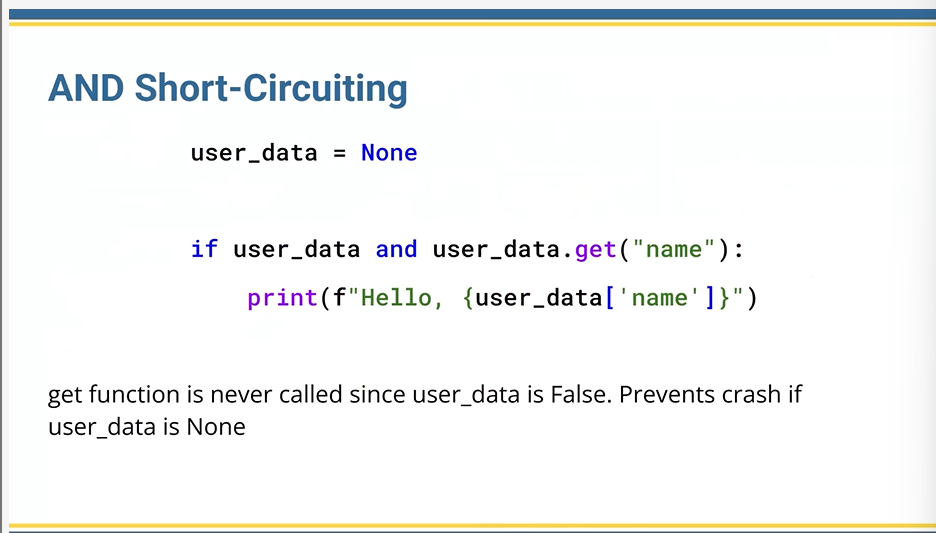 AND Short-Circuiting
user_data = None
if user_data and user_data.get("name"):
print(f"Hello, {user_data['name']}")
get function is never called since user_data is False. Prevents crash if
user_data is None